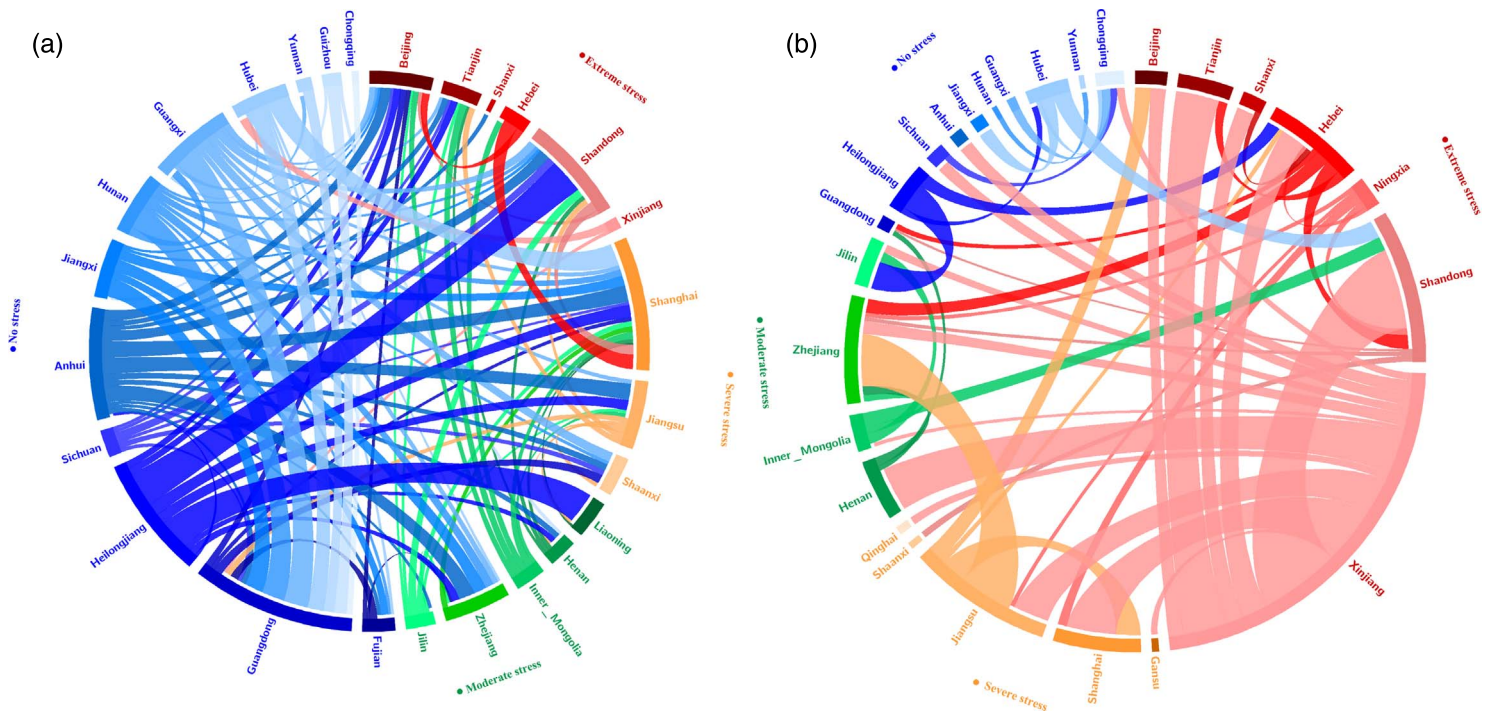 (a)
Chongqing
Guizhou
Yunnan
Hubei
Guangxi
Hunan
Jiangxi
Anhui
Sichuan
Heilongjiang
Guangdong
Fujian
Jilin
Zhejiang
Inner_Mongolia
Henan
Liaoning
Shaanxi
Jiangsu
Shanghai
Xinjiang
Shandong
Hebei
Shanxi
Tianjin
Beijing
Extreme stress
No stress
Severe stress
Moderate stress
(b)
Chongqing
Yunnan
Hubei
Guangxi
Hunan
Jiangxi
Anhui
Sichuan
Heilongjiang
Guangdong
Jilin
Zhejiang
Inner_Mongolia
Henan
Qinghai
Shaanxi
Jiangsu
Shanghai
Gansu
Xinjiang
Shandong
Ningxia
Hebei
Shanxi
Tianjin
Beijing
No stress
Extreme stress
Moderate stress
Severe stress